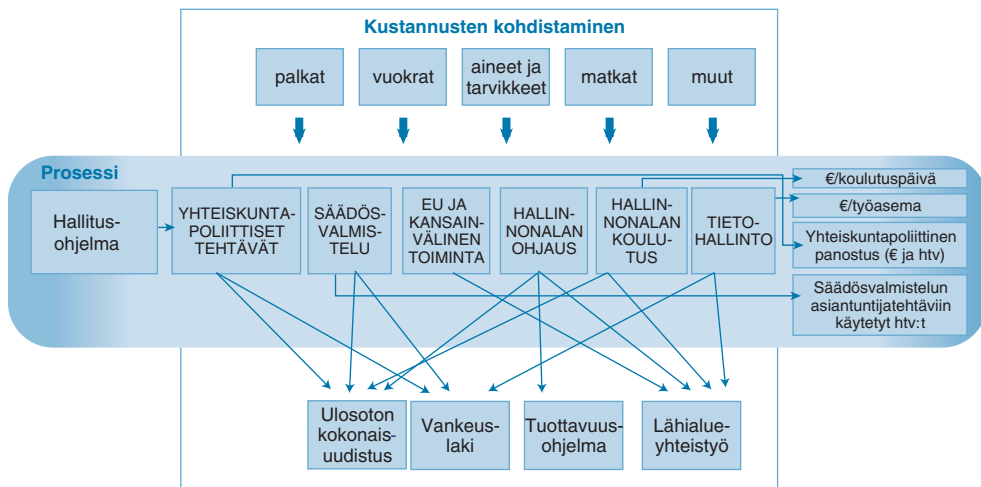 Kustannusten kohdistaminen
palkat
vuokrat
aineet ja
tarvikkeet
matkat
muut
Prosessi
Hallitus-
ohjelma
YHTEISKUNTA-
POLIITTISET
TEHTÄVÄT
SÄÄDÖS-
VALMISTELU
EU JA
KANSAIN-
VÄLINEN
TOIMINTA
HALLIN-
NONALAN
OHJAUS
HALLIN-
NONALAN
KOULU-
TUS
TIETO-
HALLINTO
€/koulutuspäivä
€/työasema
Yhteiskuntapoliittinen
panostus (€ ja htv)
Säädösvalmistelun
asiantuntijatehtäviin
käytetyt htv:t
Ulosoton
kokonais-
uudistus
Vankeus-
laki
Tuottavuus-
ohjelma
Lähialue-
yhteistyö